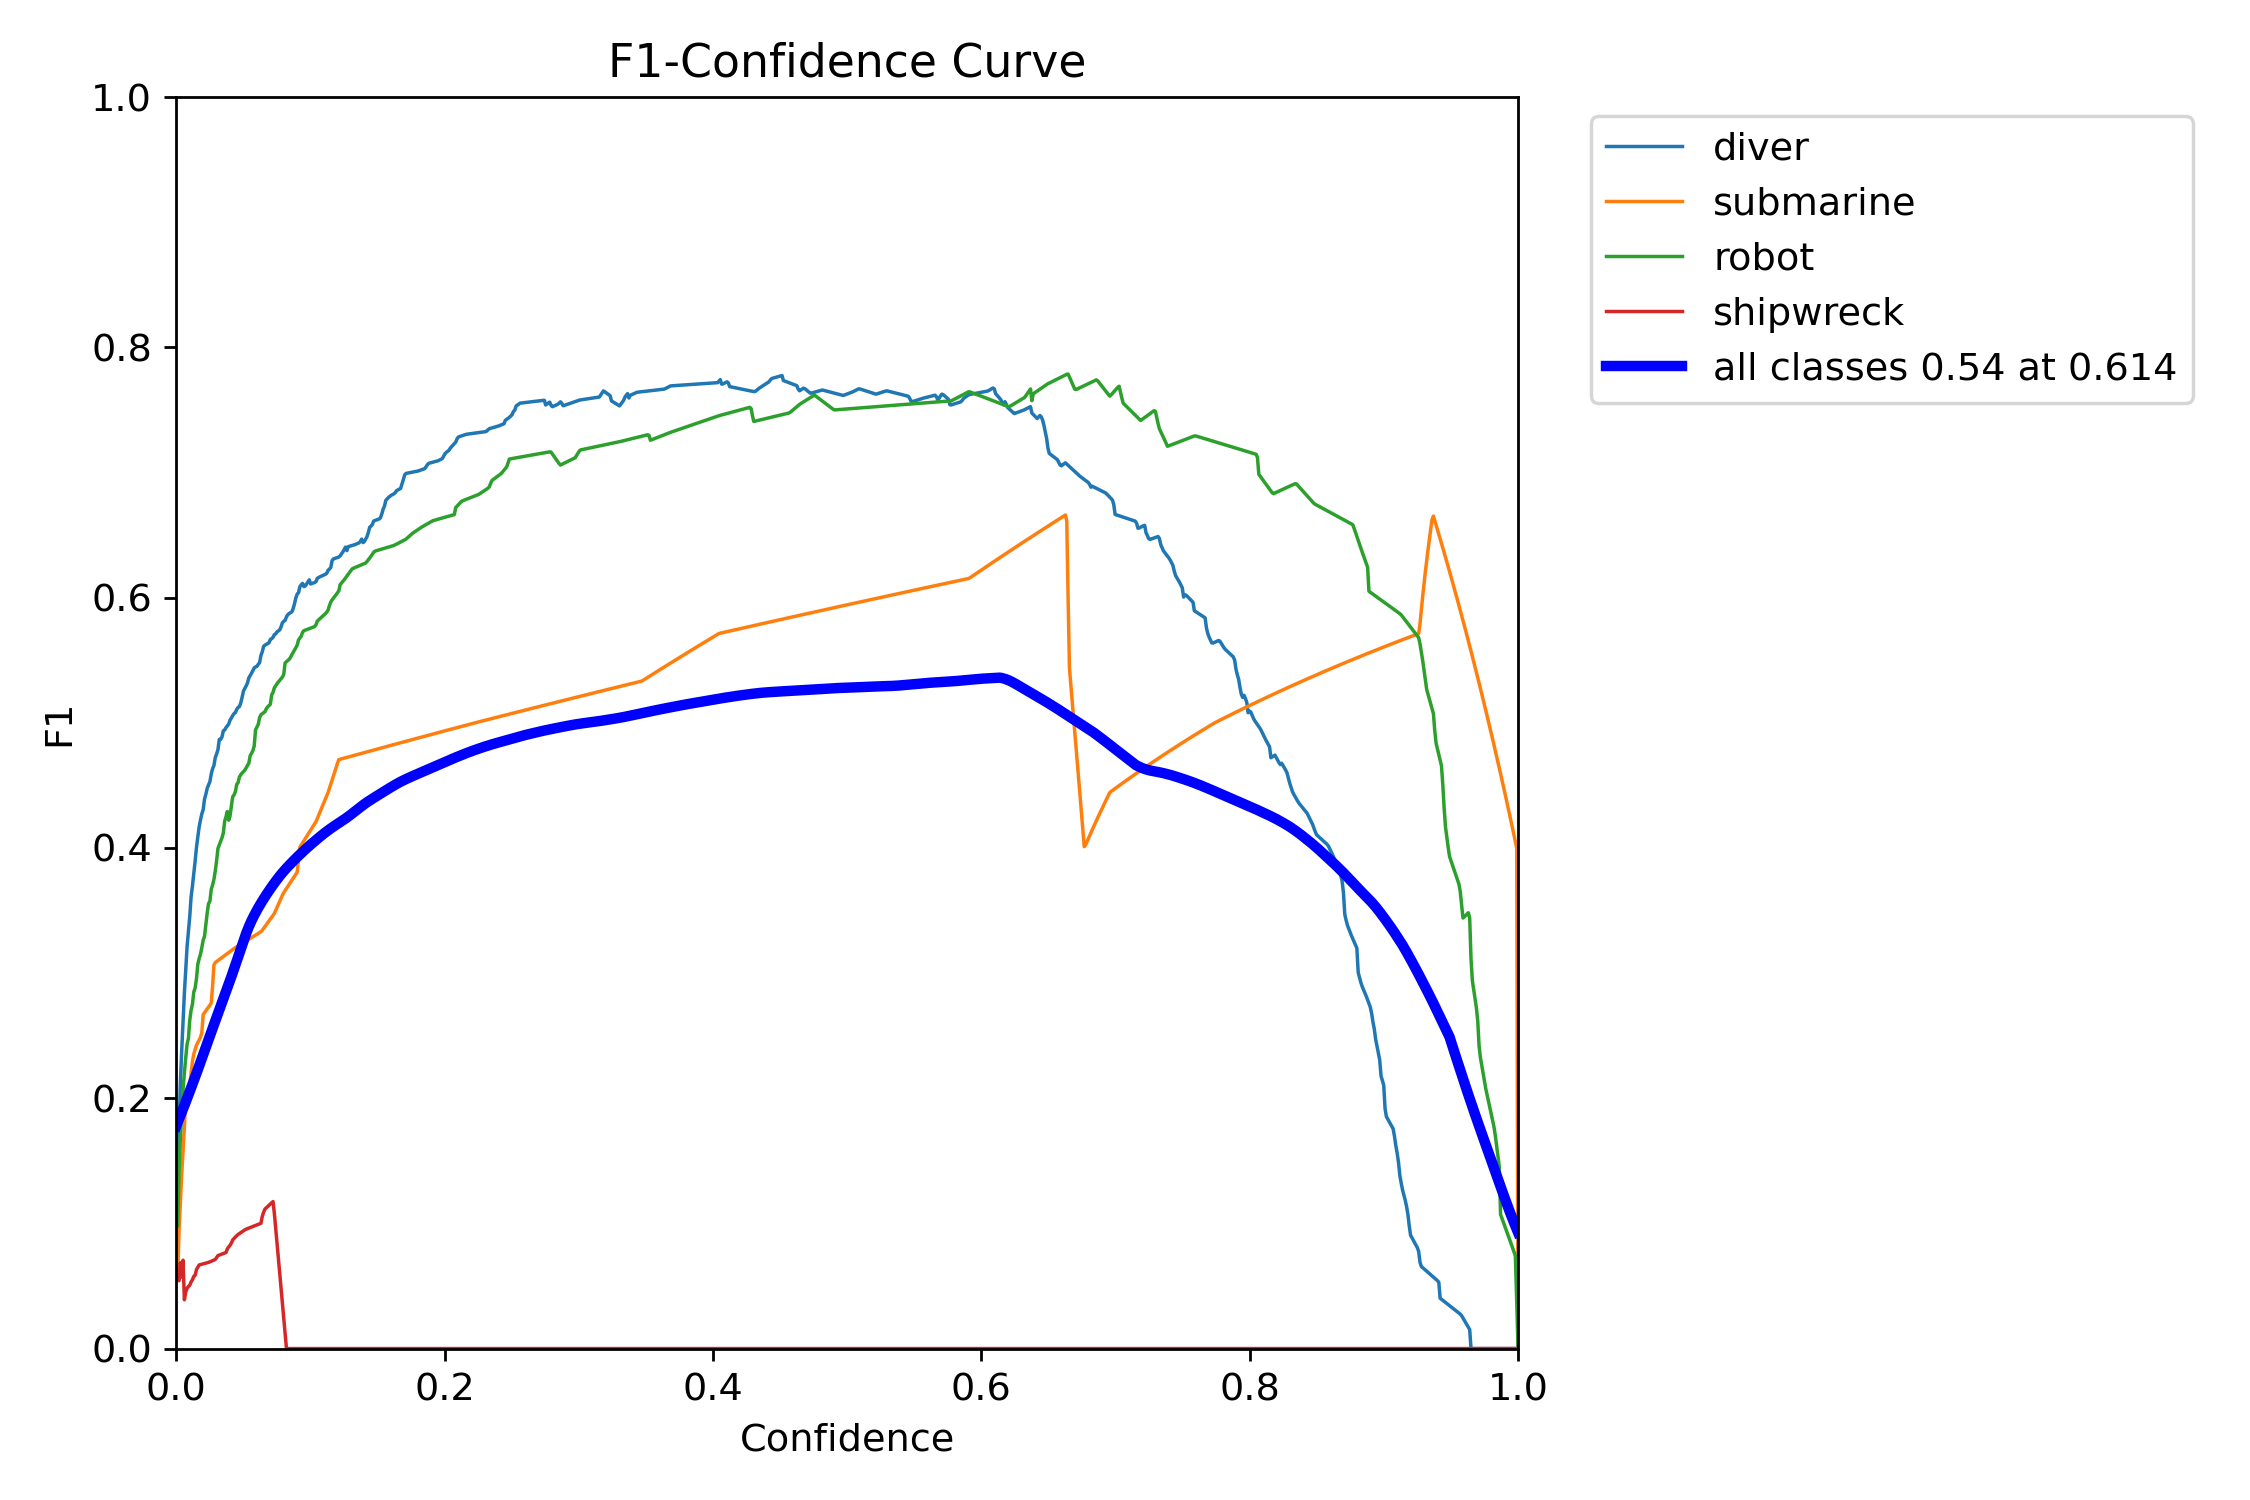 F1-Confidence Curve
1.0
0.8
0.6
0.4
0.2
0.0
F1
0.0 0.2 0.4 0.6 0.8 1.0
Confidence
diver
submarine
robot
shipwreck
all classes 0.54 at 0.614